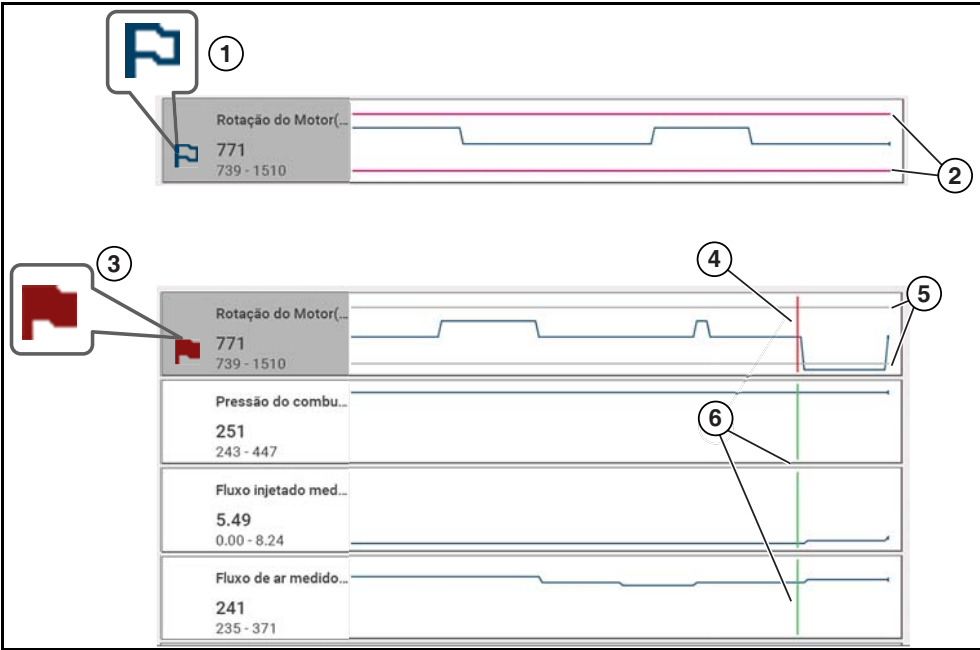 1
Rotação do Motor(...
771
739 - 1510
2
3
4
5
Rotação do Motor(...
771
739 - 1510
Pressão do combu...
251
243 - 447
6
Fluxo injetado med...
5.49
0.00 - 8.24
Fluxo de ar medido...
241
235 - 371